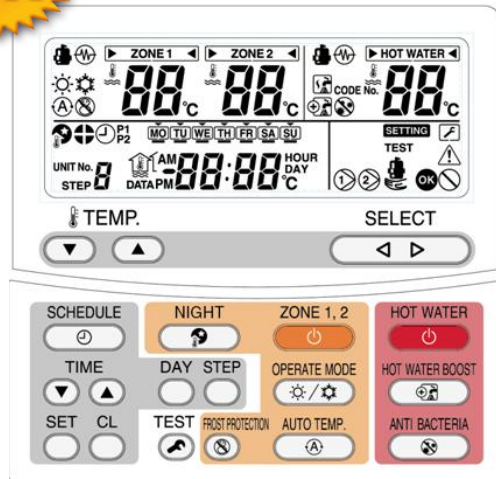 ZONE 1 ZONE 2 HOT WATER
88 °C 88 °C CODE No. 88 °C
P1
P2
MO TU WE TH FR SA SU
SETTING
TEST
UNIT No. 8
STEP
AM
DATA PM
-88:88
HOUR
DAY
°C
A
1 2 OK
TEMP. SELECT
SCHEDULE NIGHT ZONE 1, 2 HOT WATER
TIME DAY STEP OPERATE MODE HOT WATER BOOST
SET CL TEST FROST PROTECTION AUTO TEMP. ANTI BACTERIA
A